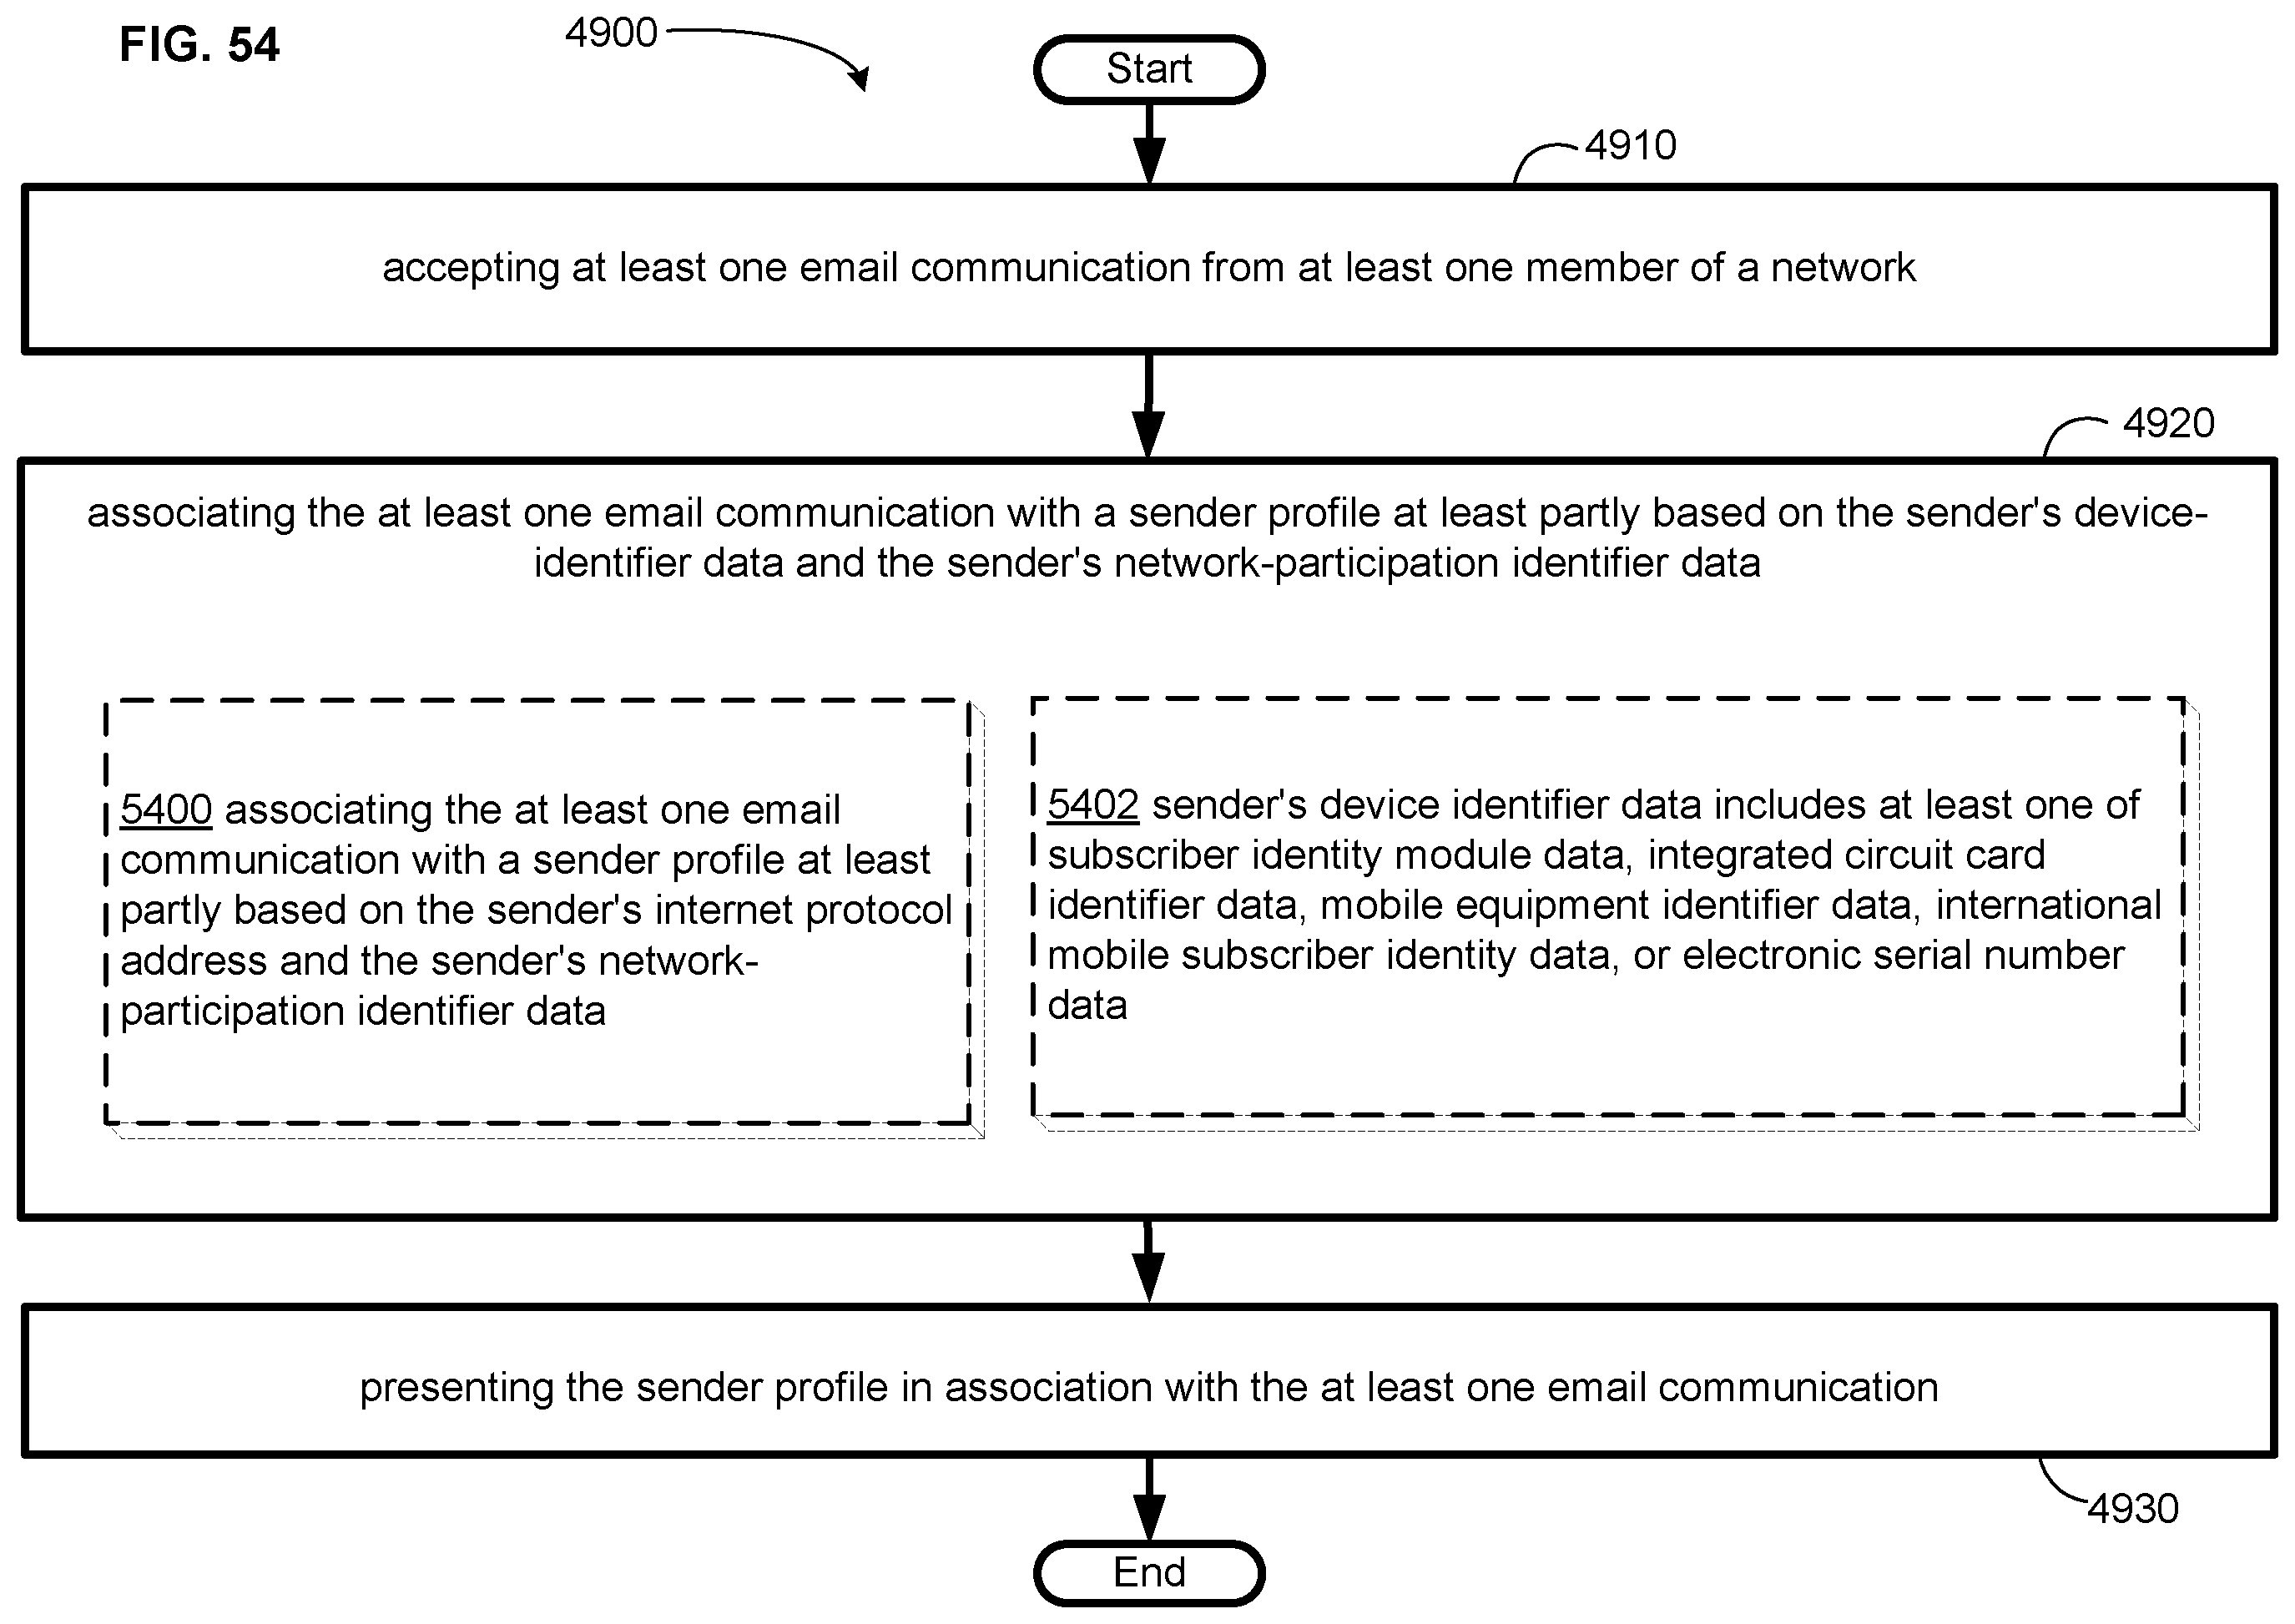 FIG. 54
4900
Start
4910
accepting at least one email communication from at least one member of a network
4920
associating the at least one email communication with a sender profile at least partly based on the sender's device-
identifier data and the sender's network-participation identifier data
5400 associating the at least one email
communication with a sender profile at least
partly based on the sender's internet protocol
address and the sender's network-
participation identifier data
5402 sender's device identifier data includes at least one of
subscriber identity module data, integrated circuit card
identifier data, mobile equipment identifier data, international
mobile subscriber identity data, or electronic serial number
data
presenting the sender profile in association with the at least one email communication
4930
End